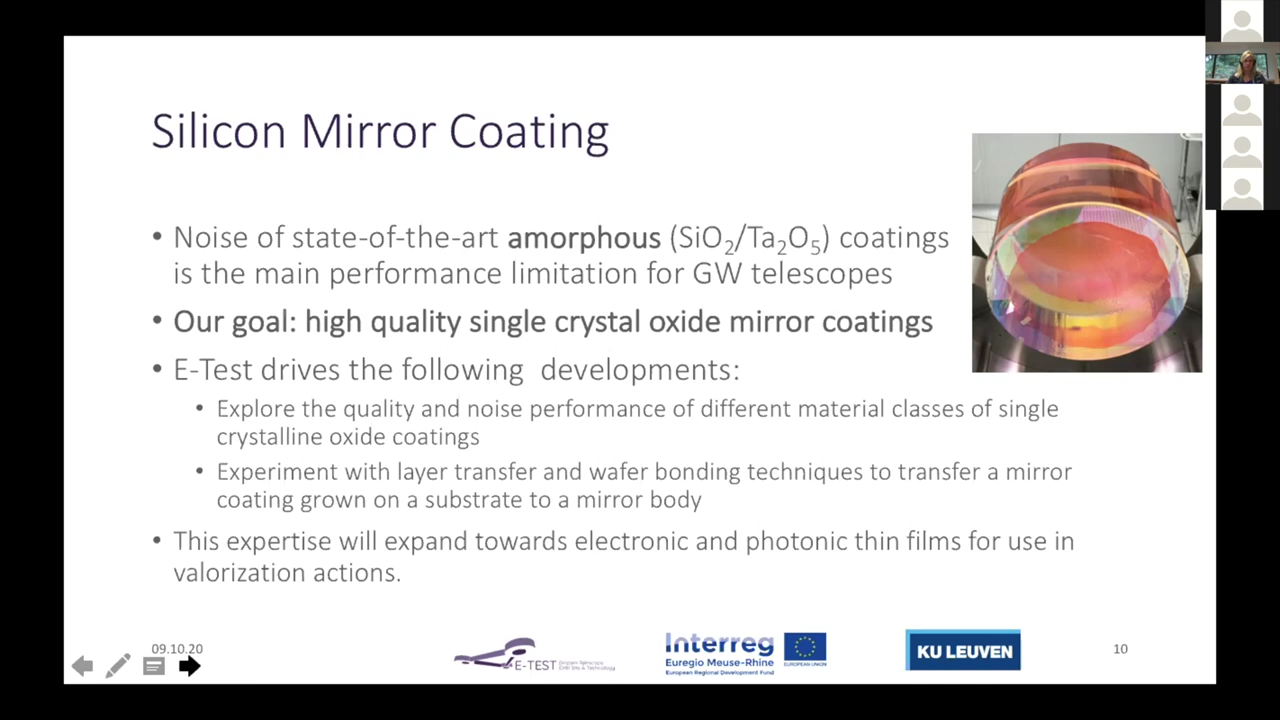 Silicon Mirror Coating
• Noise of state-of-the-art amorphous (SiO₂/Ta₂O₅) coatings
is the main performance limitation for GW telescopes
• Our goal: high quality single crystal oxide mirror coatings
• E-Test drives the following developments:
• Explore the quality and noise performance of different material classes of single
crystalline oxide coatings
• Experiment with layer transfer and wafer bonding techniques to transfer a mirror
coating grown on a substrate to a mirror body
• This expertise will expand towards electronic and photonic thin films for use in
valorization actions.
09.10.20
E-TEST
Einstein Telescope
EMR Site & Technology
Interreg
Euregio Meuse-Rhine
European Regional Development Fund
EUROPEAN UNION
KU LEUVEN
10